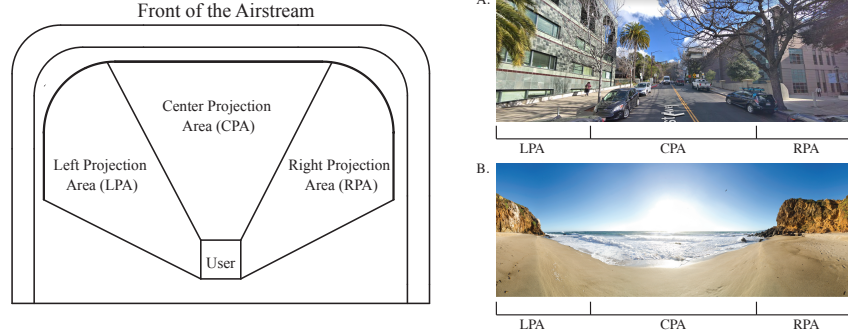 Front of the Airstream
Center Projection
Area (CPA)
Left Projection
Area (LPA)
Right Projection
Area (RPA)
User
A.
LPA
CPA
RPA
B.
LPA
CPA
RPA